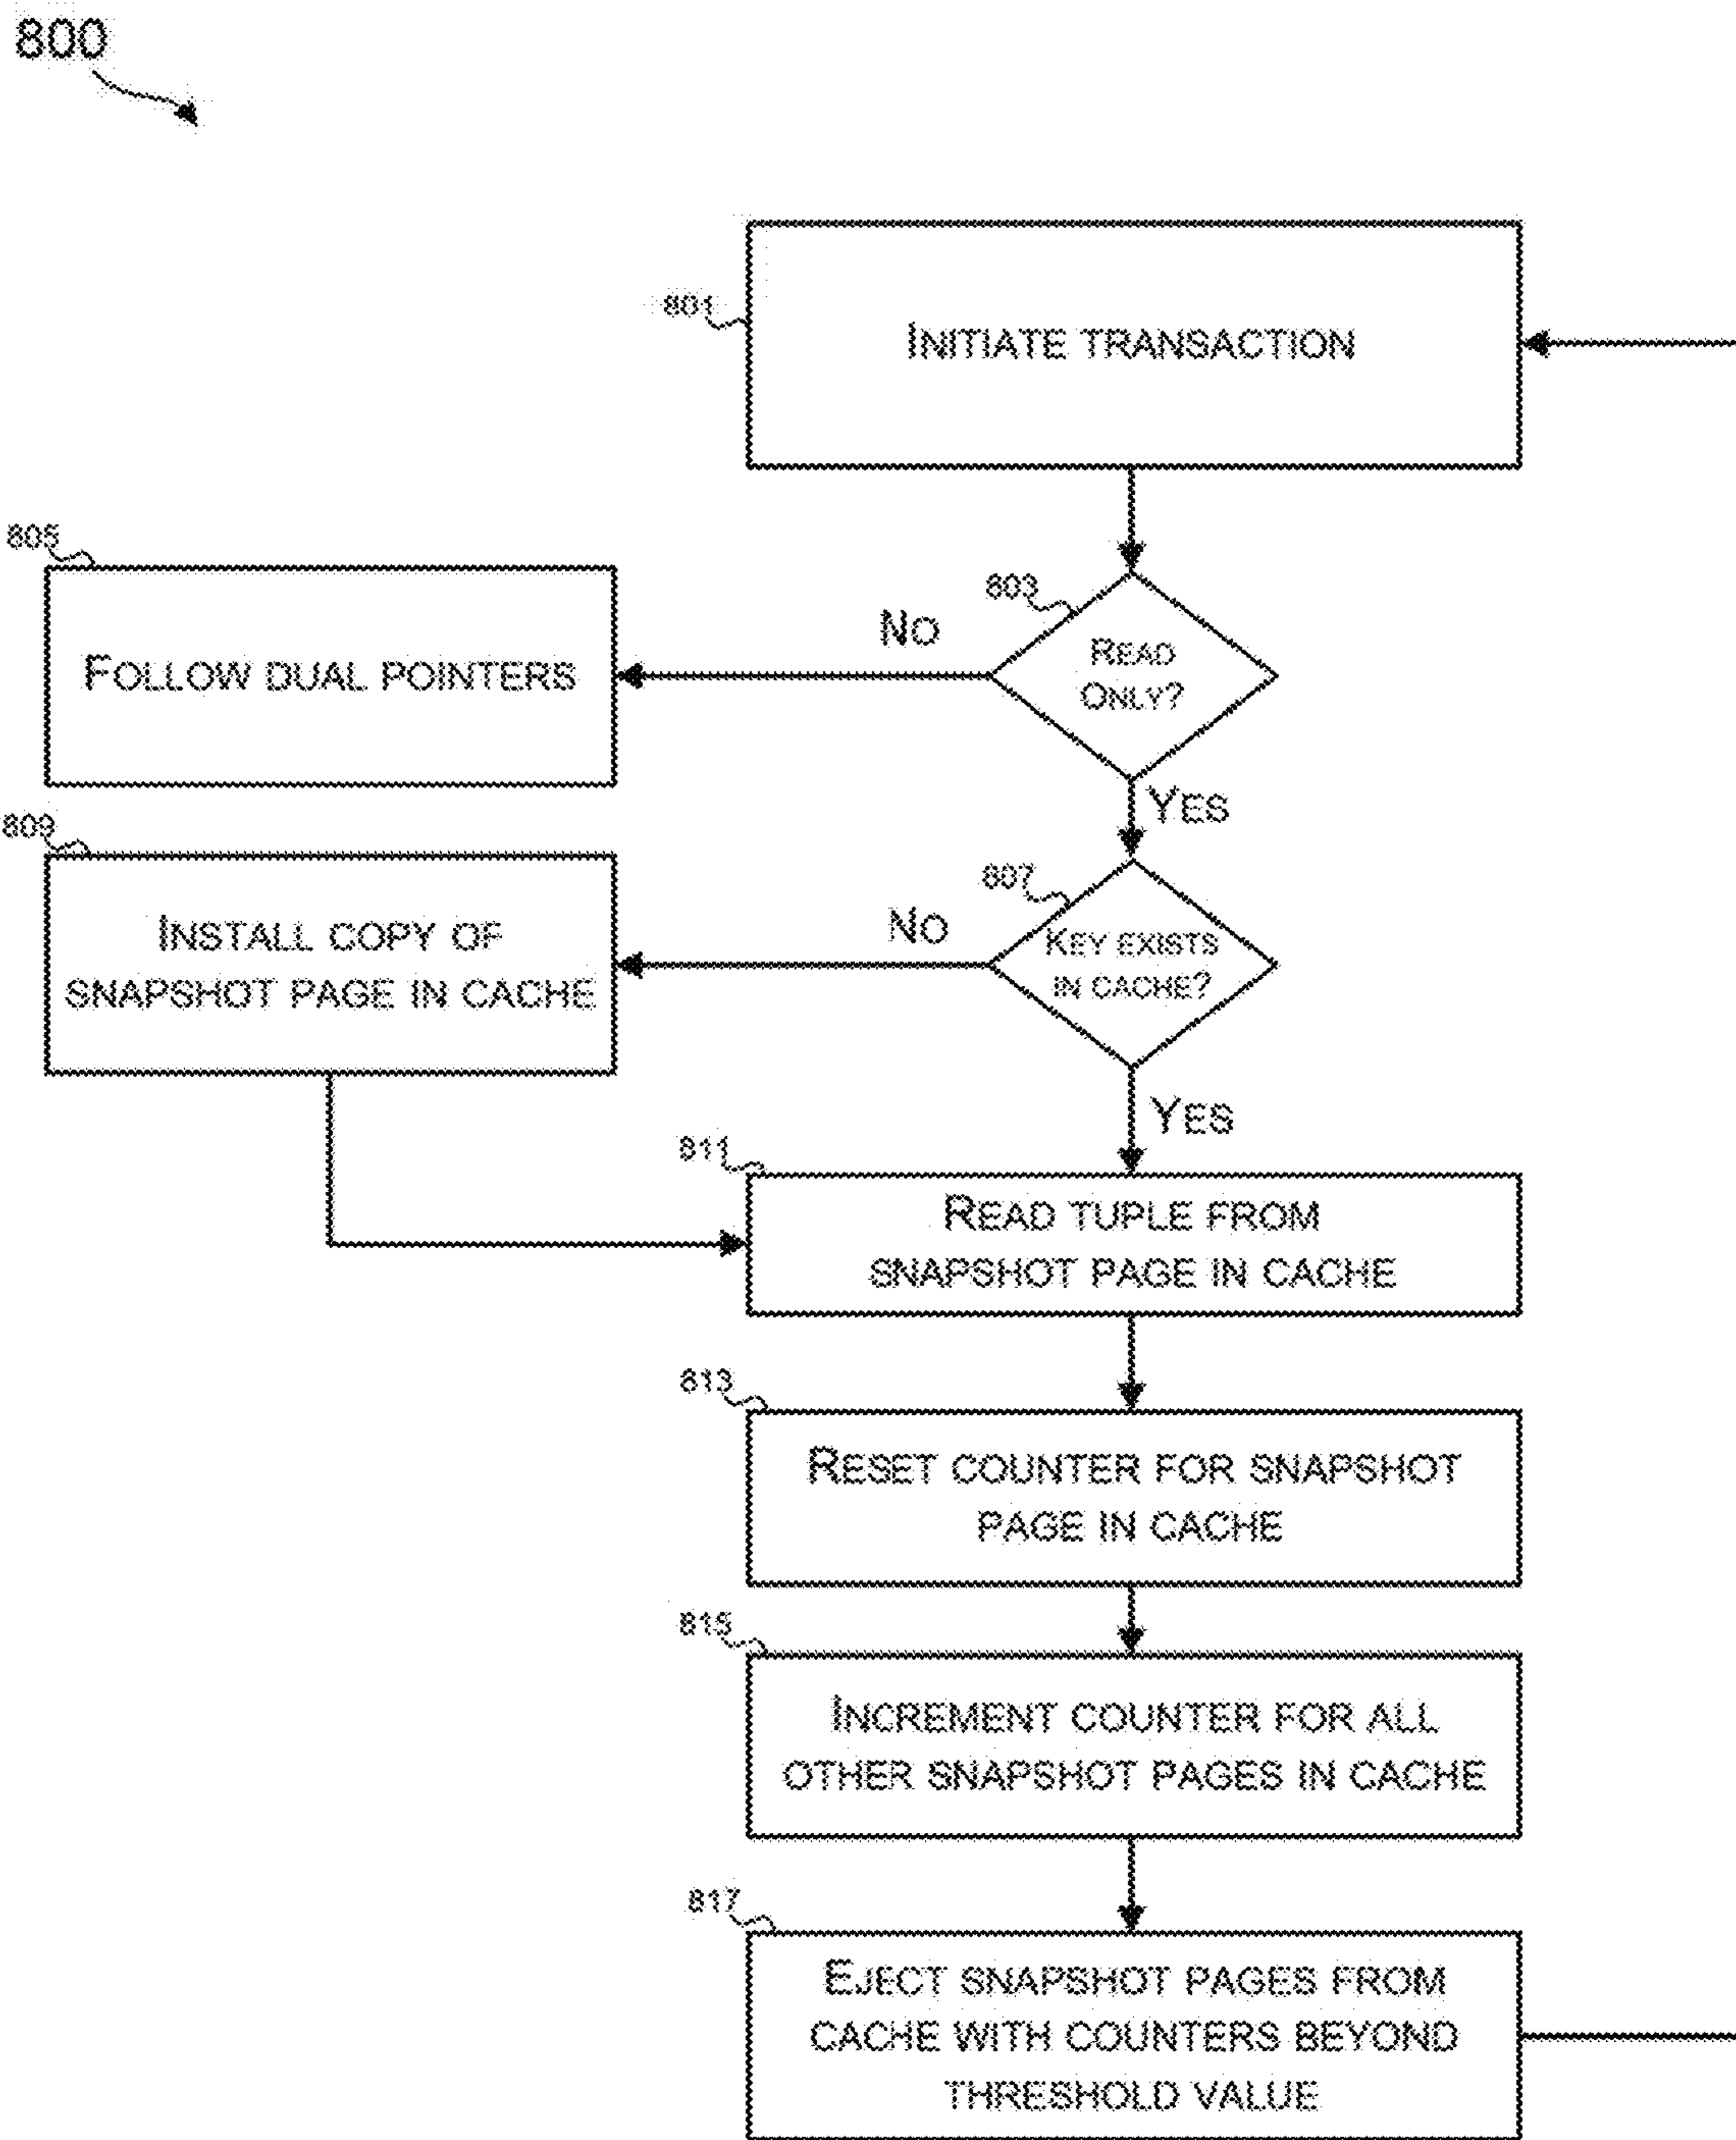 800
801
INITIATE TRANSACTION
805
FOLLOW DUAL POINTERS
803
READ
ONLY?
NO
YES
809
INSTALL COPY OF
SNAPSHOT PAGE IN CACHE
807
KEY EXISTS
IN CACHE?
NO
YES
811
READ TUPLE FROM
SNAPSHOT PAGE IN CACHE
813
RESET COUNTER FOR SNAPSHOT
PAGE IN CACHE
815
INCREMENT COUNTER FOR ALL
OTHER SNAPSHOT PAGES IN CACHE
817
EJECT SNAPSHOT PAGES FROM
CACHE WITH COUNTERS BEYOND
THRESHOLD VALUE